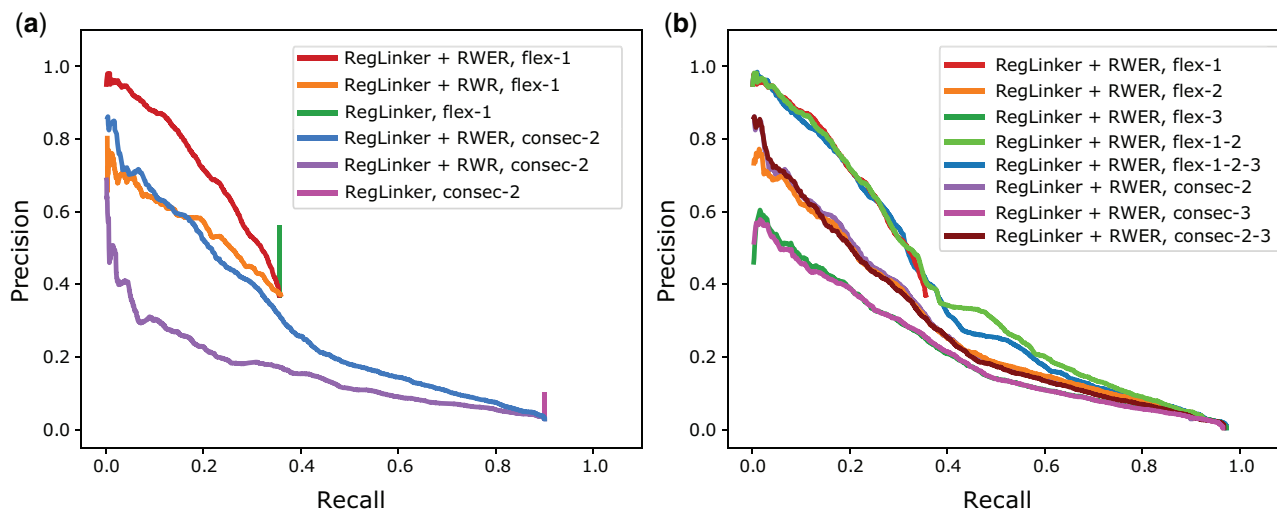 (a)
RegLinker + RWER, flex-1
RegLinker + RWR, flex-1
RegLinker, flex-1
RegLinker + RWER, consec-2
RegLinker + RWR, consec-2
RegLinker, consec-2
Precision
1.0
0.8
0.6
0.4
0.2
0.0
0.0 0.2 0.4 0.6 0.8 1.0
Recall
(b)
RegLinker + RWER, flex-1
RegLinker + RWER, flex-2
RegLinker + RWER, flex-3
RegLinker + RWER, flex-1-2
RegLinker + RWER, flex-1-2-3
RegLinker + RWER, consec-2
RegLinker + RWER, consec-3
RegLinker + RWER, consec-2-3
Precision
1.0
0.8
0.6
0.4
0.2
0.0
0.0 0.2 0.4 0.6 0.8 1.0
Recall